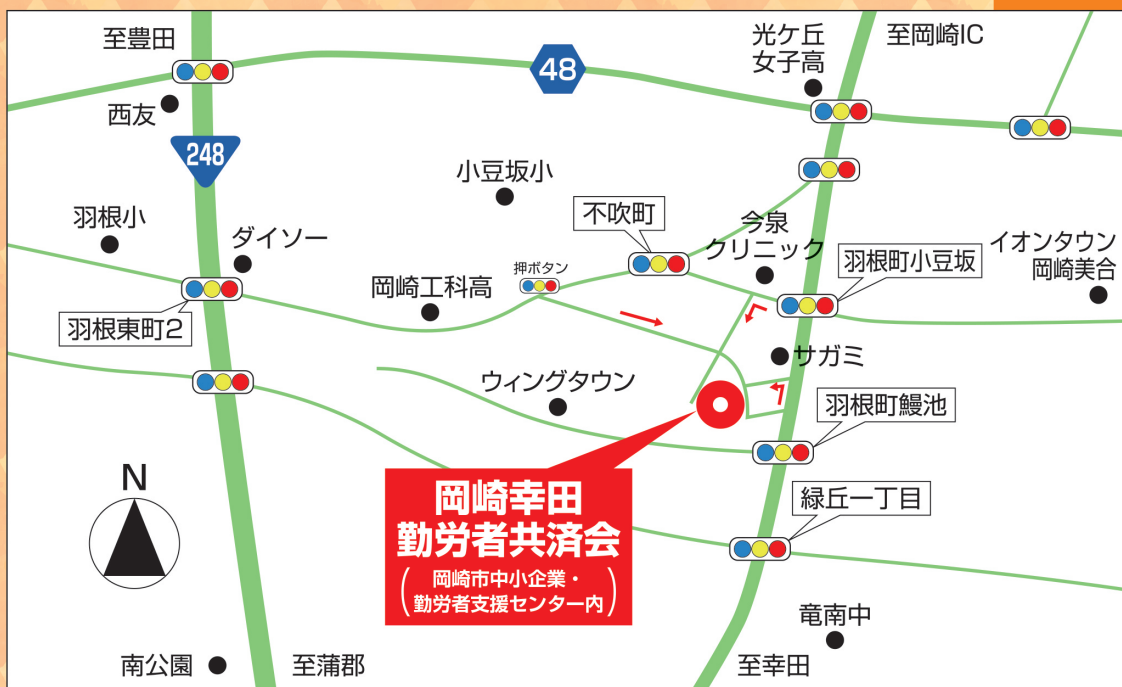 至豊田
48
光ケ丘
女子高
至岡崎IC
西友
248
小豆坂小
羽根小
ダイソー
不吹町
今泉
クリニック
羽根町小豆坂
イオンタウン
岡崎美合
押ボタン
岡崎工科高
羽根東町2
サガミ
ウィングタウン
羽根町鰻池
N
岡崎幸田
勤労者共済会
(岡崎市中小企業・
勤労者支援センター内)
緑丘一丁目
竜南中
南公園
至蒲郡
至幸田